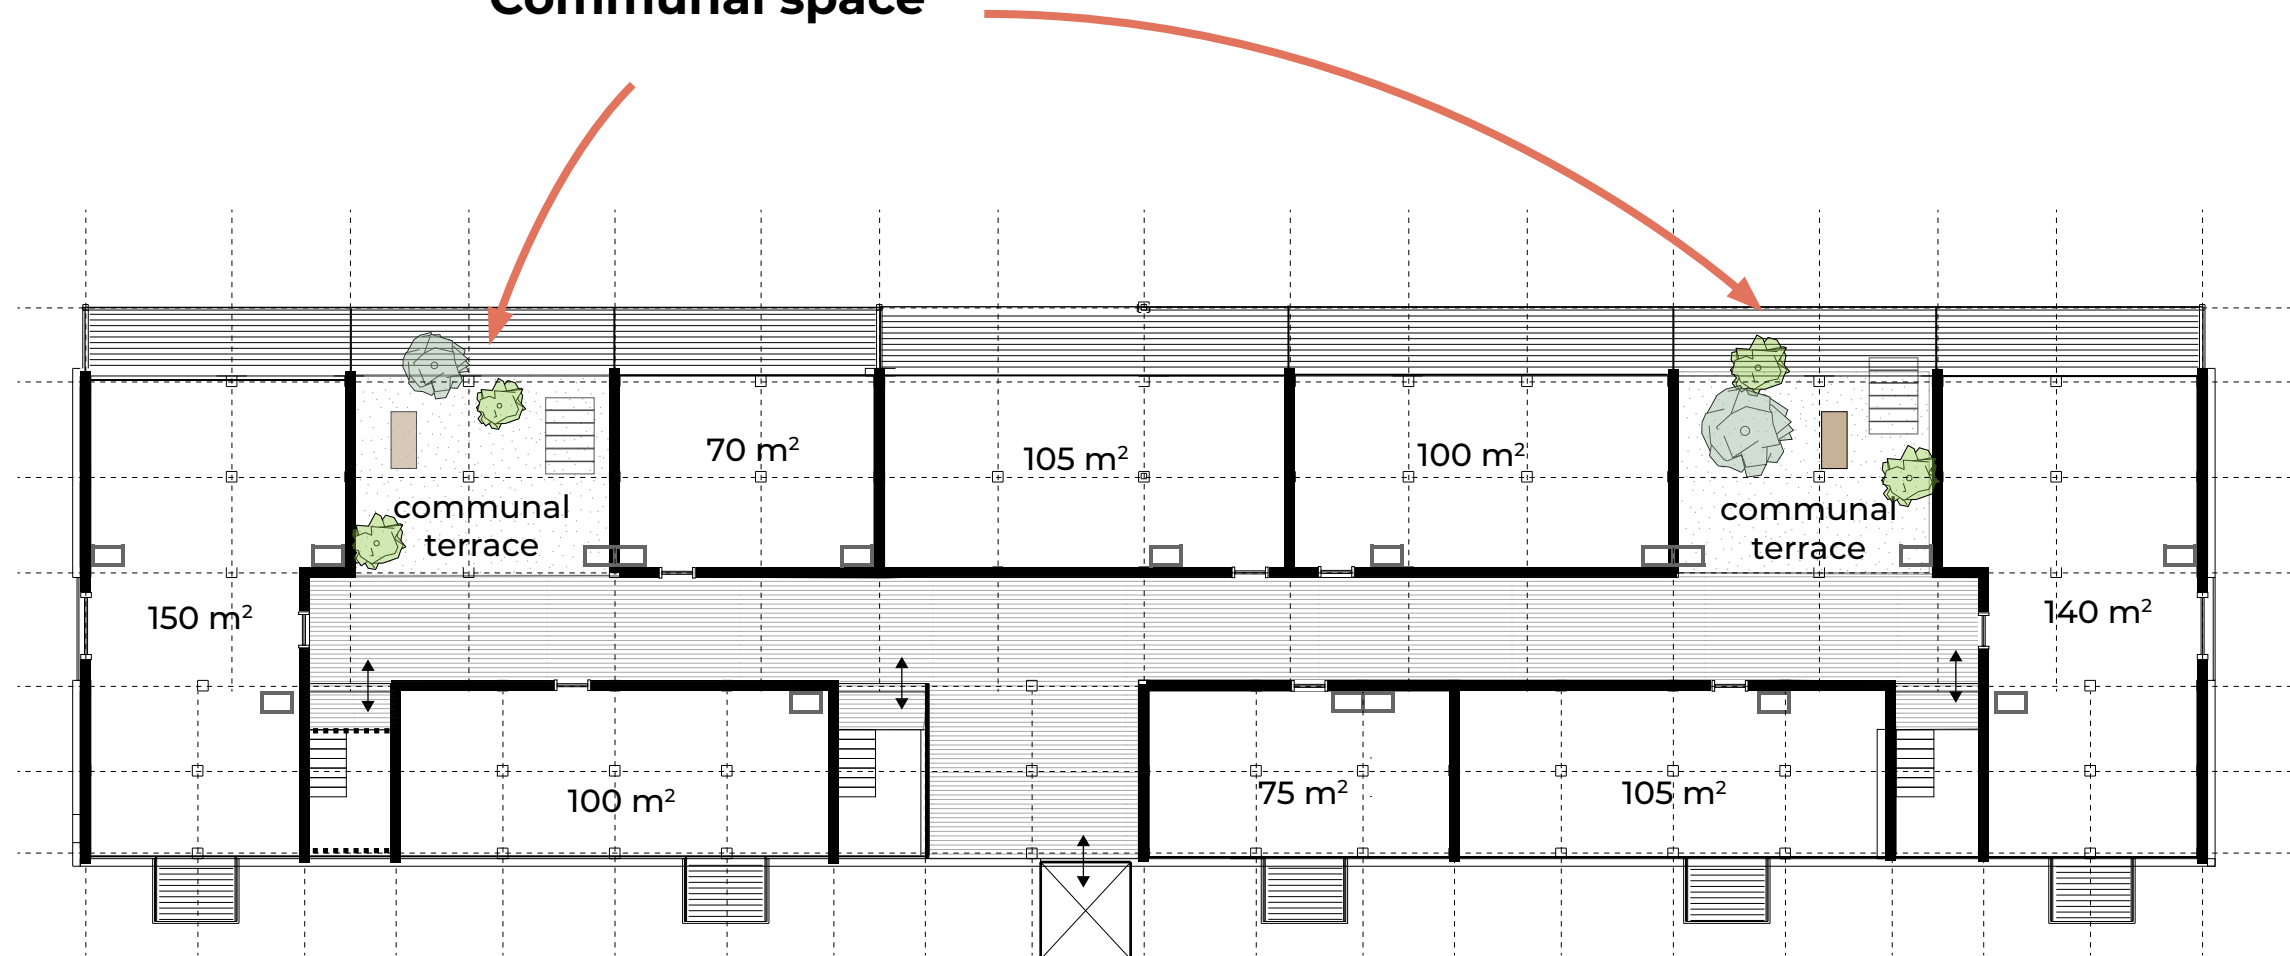 Communal space
70 m²
105 m²
100 m²
communal
terrace
communal
terrace
150 m²
140 m²
100 m²
75 m²
105 m²